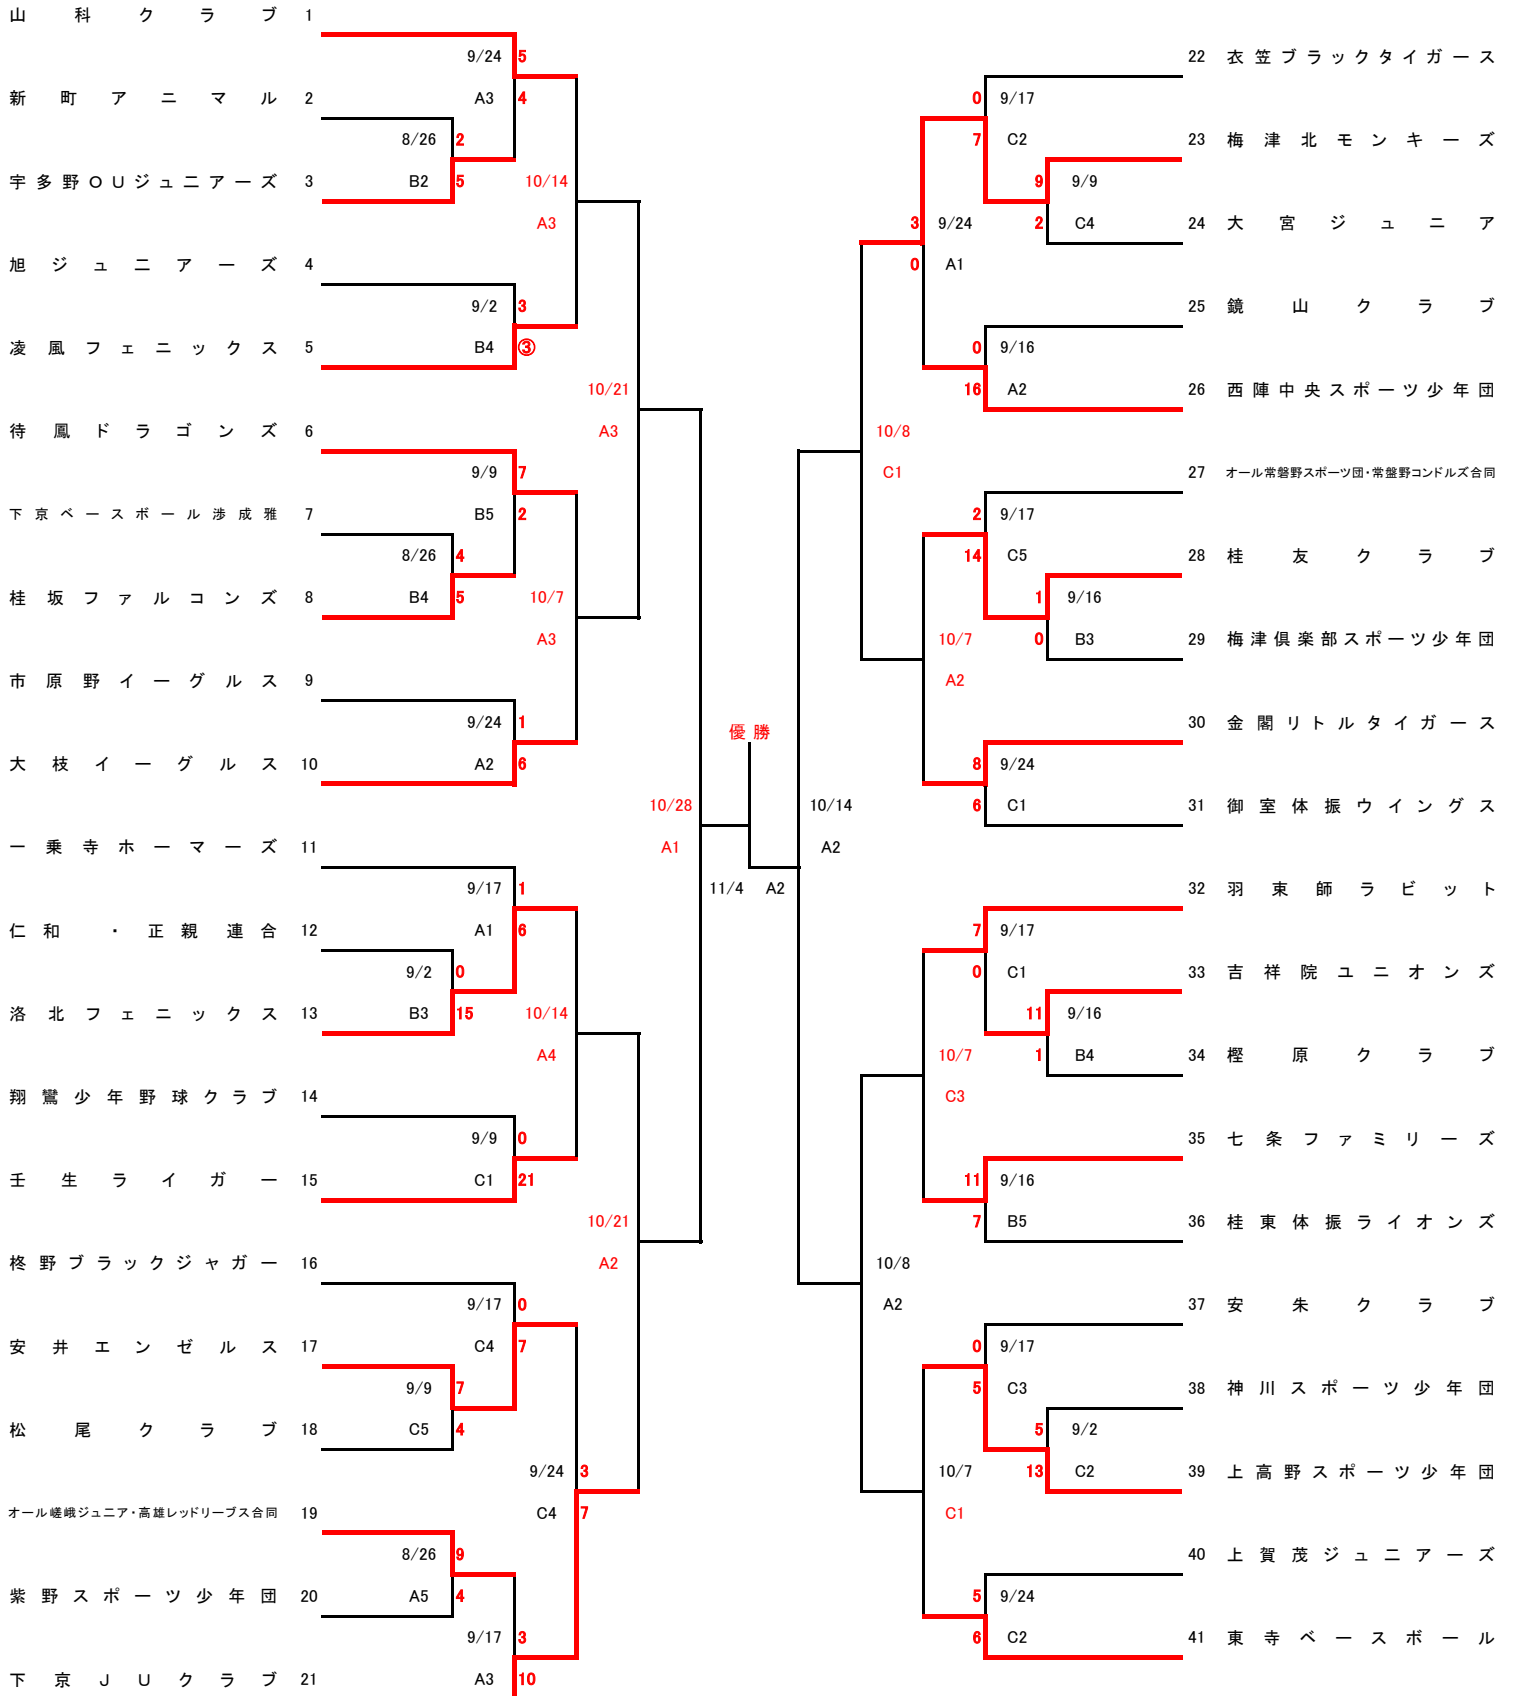 山科クラブ 1
9/24 5
新町アニマル 2 A3 4
8/26 2
宇多野OUジュニアーズ 3 B2 5 10/14
A3
旭ジュニアーズ 4
9/2 3
凌風フェニックス 5 B4 ③
10/21
待鳳ドラゴンズ 6 A3
9/9 7
下京ベースボール渉成雅 7 B5 2
8/26 4
桂坂ファルコンズ 8 B4 5 10/7
A3
市原野イーグルス 9
9/24 1
大枝イーグルス 10 A2 6
10/28
一乗寺ホーマーズ 11 A1
9/17 1
仁和・正親連合 12 A1 6
9/2 0
洛北フェニックス 13 B3 15 10/14
A4
翔鸞少年野球クラブ 14
9/9 0
壬生ライガー 15 C1 21
10/21
柊野ブラックジャガー 16 A2
9/17 0
安井エンゼルス 17 C4 7
9/9 7
松尾クラブ 18 C5 4
9/24 3
オール嵯峨ジュニア・高雄レッドリーブス合同 19 C4 7
8/26 9
紫野スポーツ少年団 20 A5 4
9/17 3
下京JUクラブ 21 A3 10
優勝
11/4 A2
22 衣笠ブラックタイガース
0 9/17
7 C2 23 梅津北モンキーズ
9 9/9
3 9/24 2 C4 24 大宮ジュニア
0 A1
25 鏡山クラブ
0 9/16
16 A2 26 西陣中央スポーツ少年団
10/8
C1 27 オール常磐野スポーツ団・常盤野コンドルズ合同
2 9/17
14 C5 28 桂友クラブ
1 9/16
10/7 0 B3 29 梅津倶楽部スポーツ少年団
A2
30 金閣リトルタイガース
8 9/24
10/14 6 C1 31 御室体振ウイングス
A2
32 羽束師ラビット
7 9/17
0 C1 33 吉祥院ユニオンズ
11 9/16
10/7 1 B4 34 樫原クラブ
C3
35 七条ファミリーズ
11 9/16
7 B5 36 桂東体振ライオンズ
10/8
A2 37 安朱クラブ
0 9/17
5 C3 38 神川スポーツ少年団
5 9/2
10/7 13 C2 39 上高野スポーツ少年団
C1
40 上賀茂ジュニアーズ
5 9/24
6 C2 41 東寺ベースボール